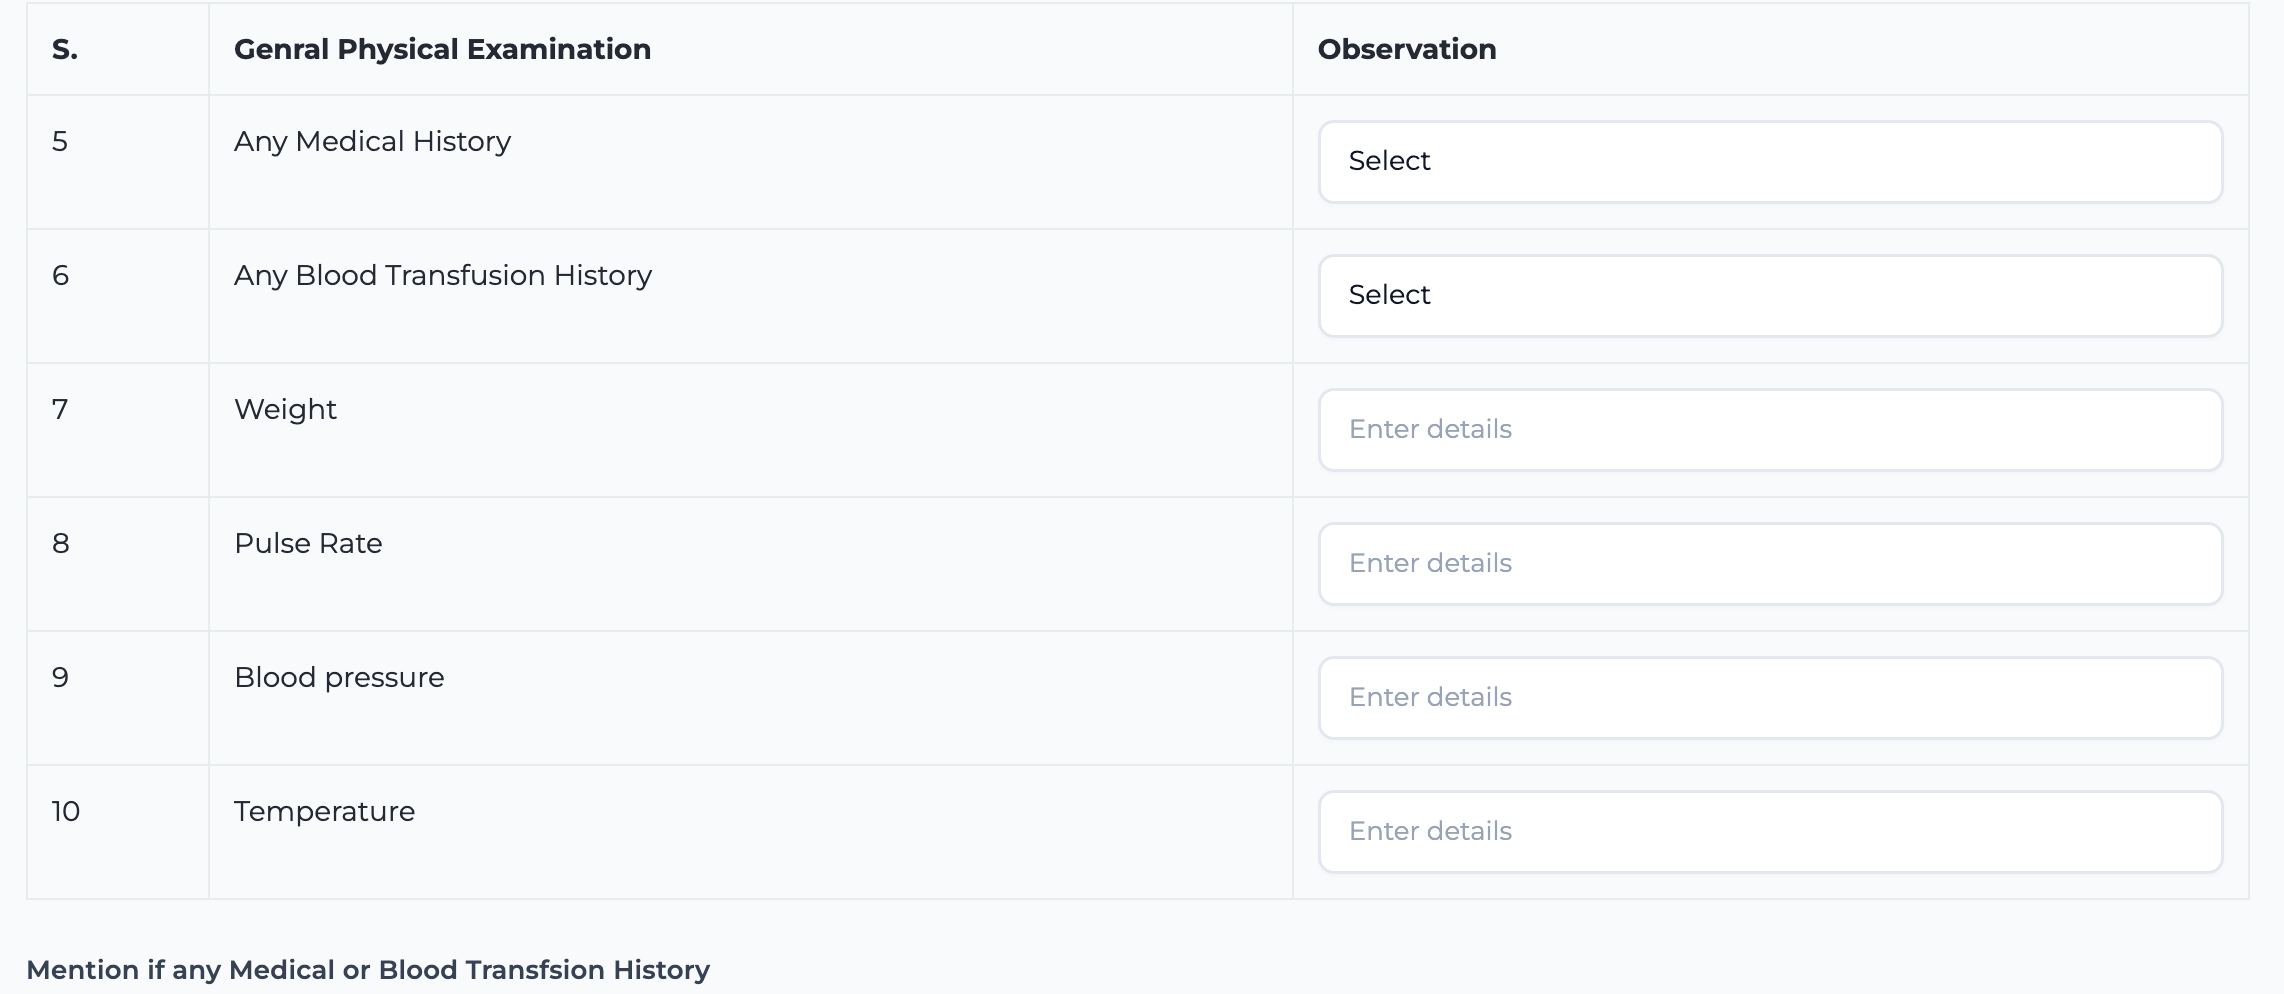 S. Genral Physical Examination Observation
5 Any Medical History Select
6 Any Blood Transfusion History Select
7 Weight Enter details
8 Pulse Rate Enter details
9 Blood pressure Enter details
10 Temperature Enter details
Mention if any Medical or Blood Transfsion History